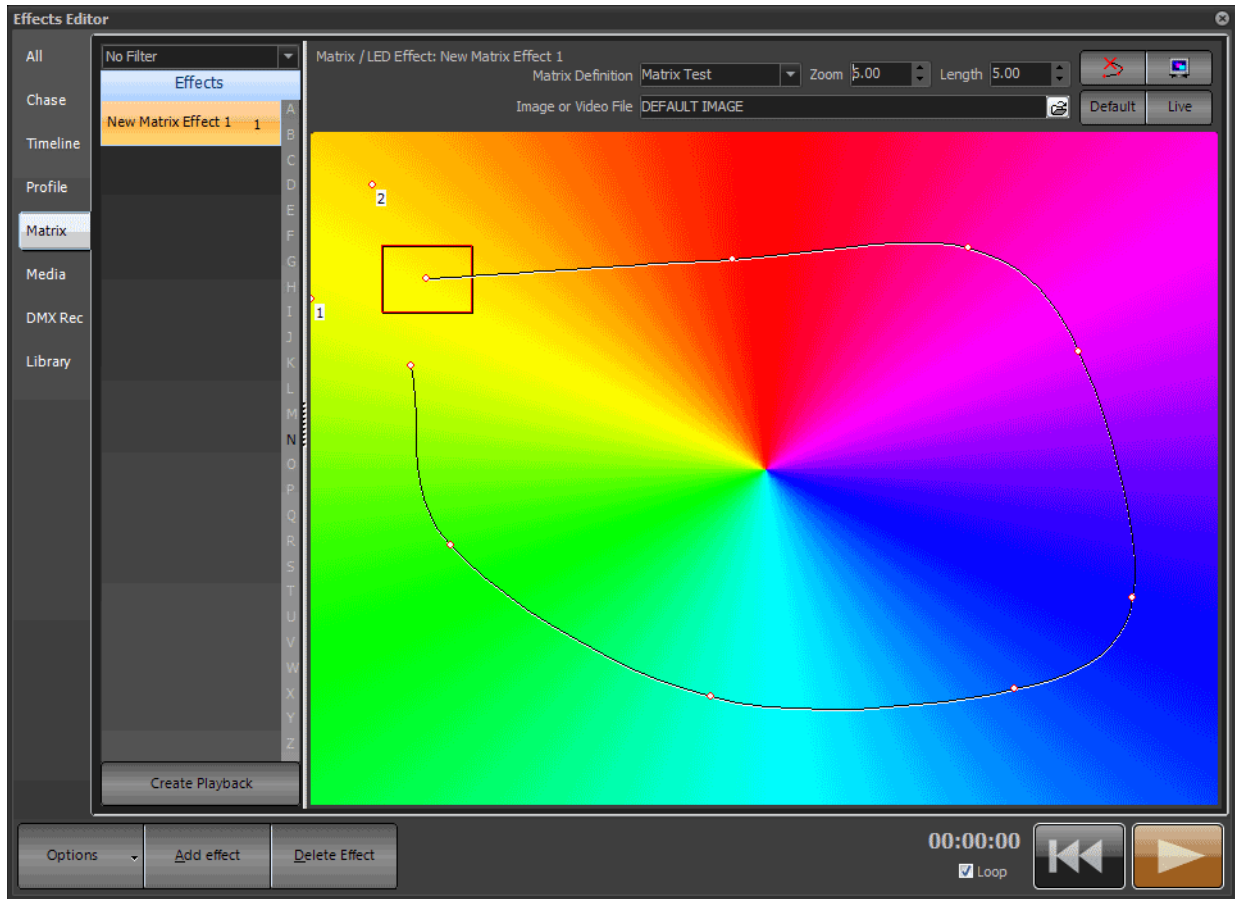 Effects Editor
All
Chase
Timeline
Profile
Matrix
Media
DMX Rec
Library
No Filter
Effects
New Matrix Effect 1 1
A
B
C
D
E
F
G
H
I
J
K
L
M
N
O
P
Q
R
S
T
U
V
W
X
Y
Z
Create Playback
Matrix / LED Effect: New Matrix Effect 1
Matrix Definition Matrix Test Zoom 5.00 Length 5.00
Image or Video File DEFAULT IMAGE Default Live
2
1
Options Add effect Delete Effect
00:00:00
Loop